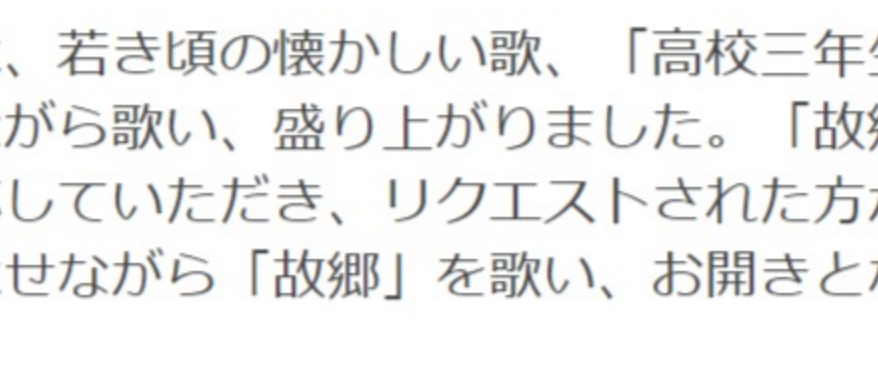 、若き頃の懐かしい歌、「高校三年
がら歌い、盛り上がりました。「故
していただき、リクエストされた方
せながら「故郷」を歌い、お開きと